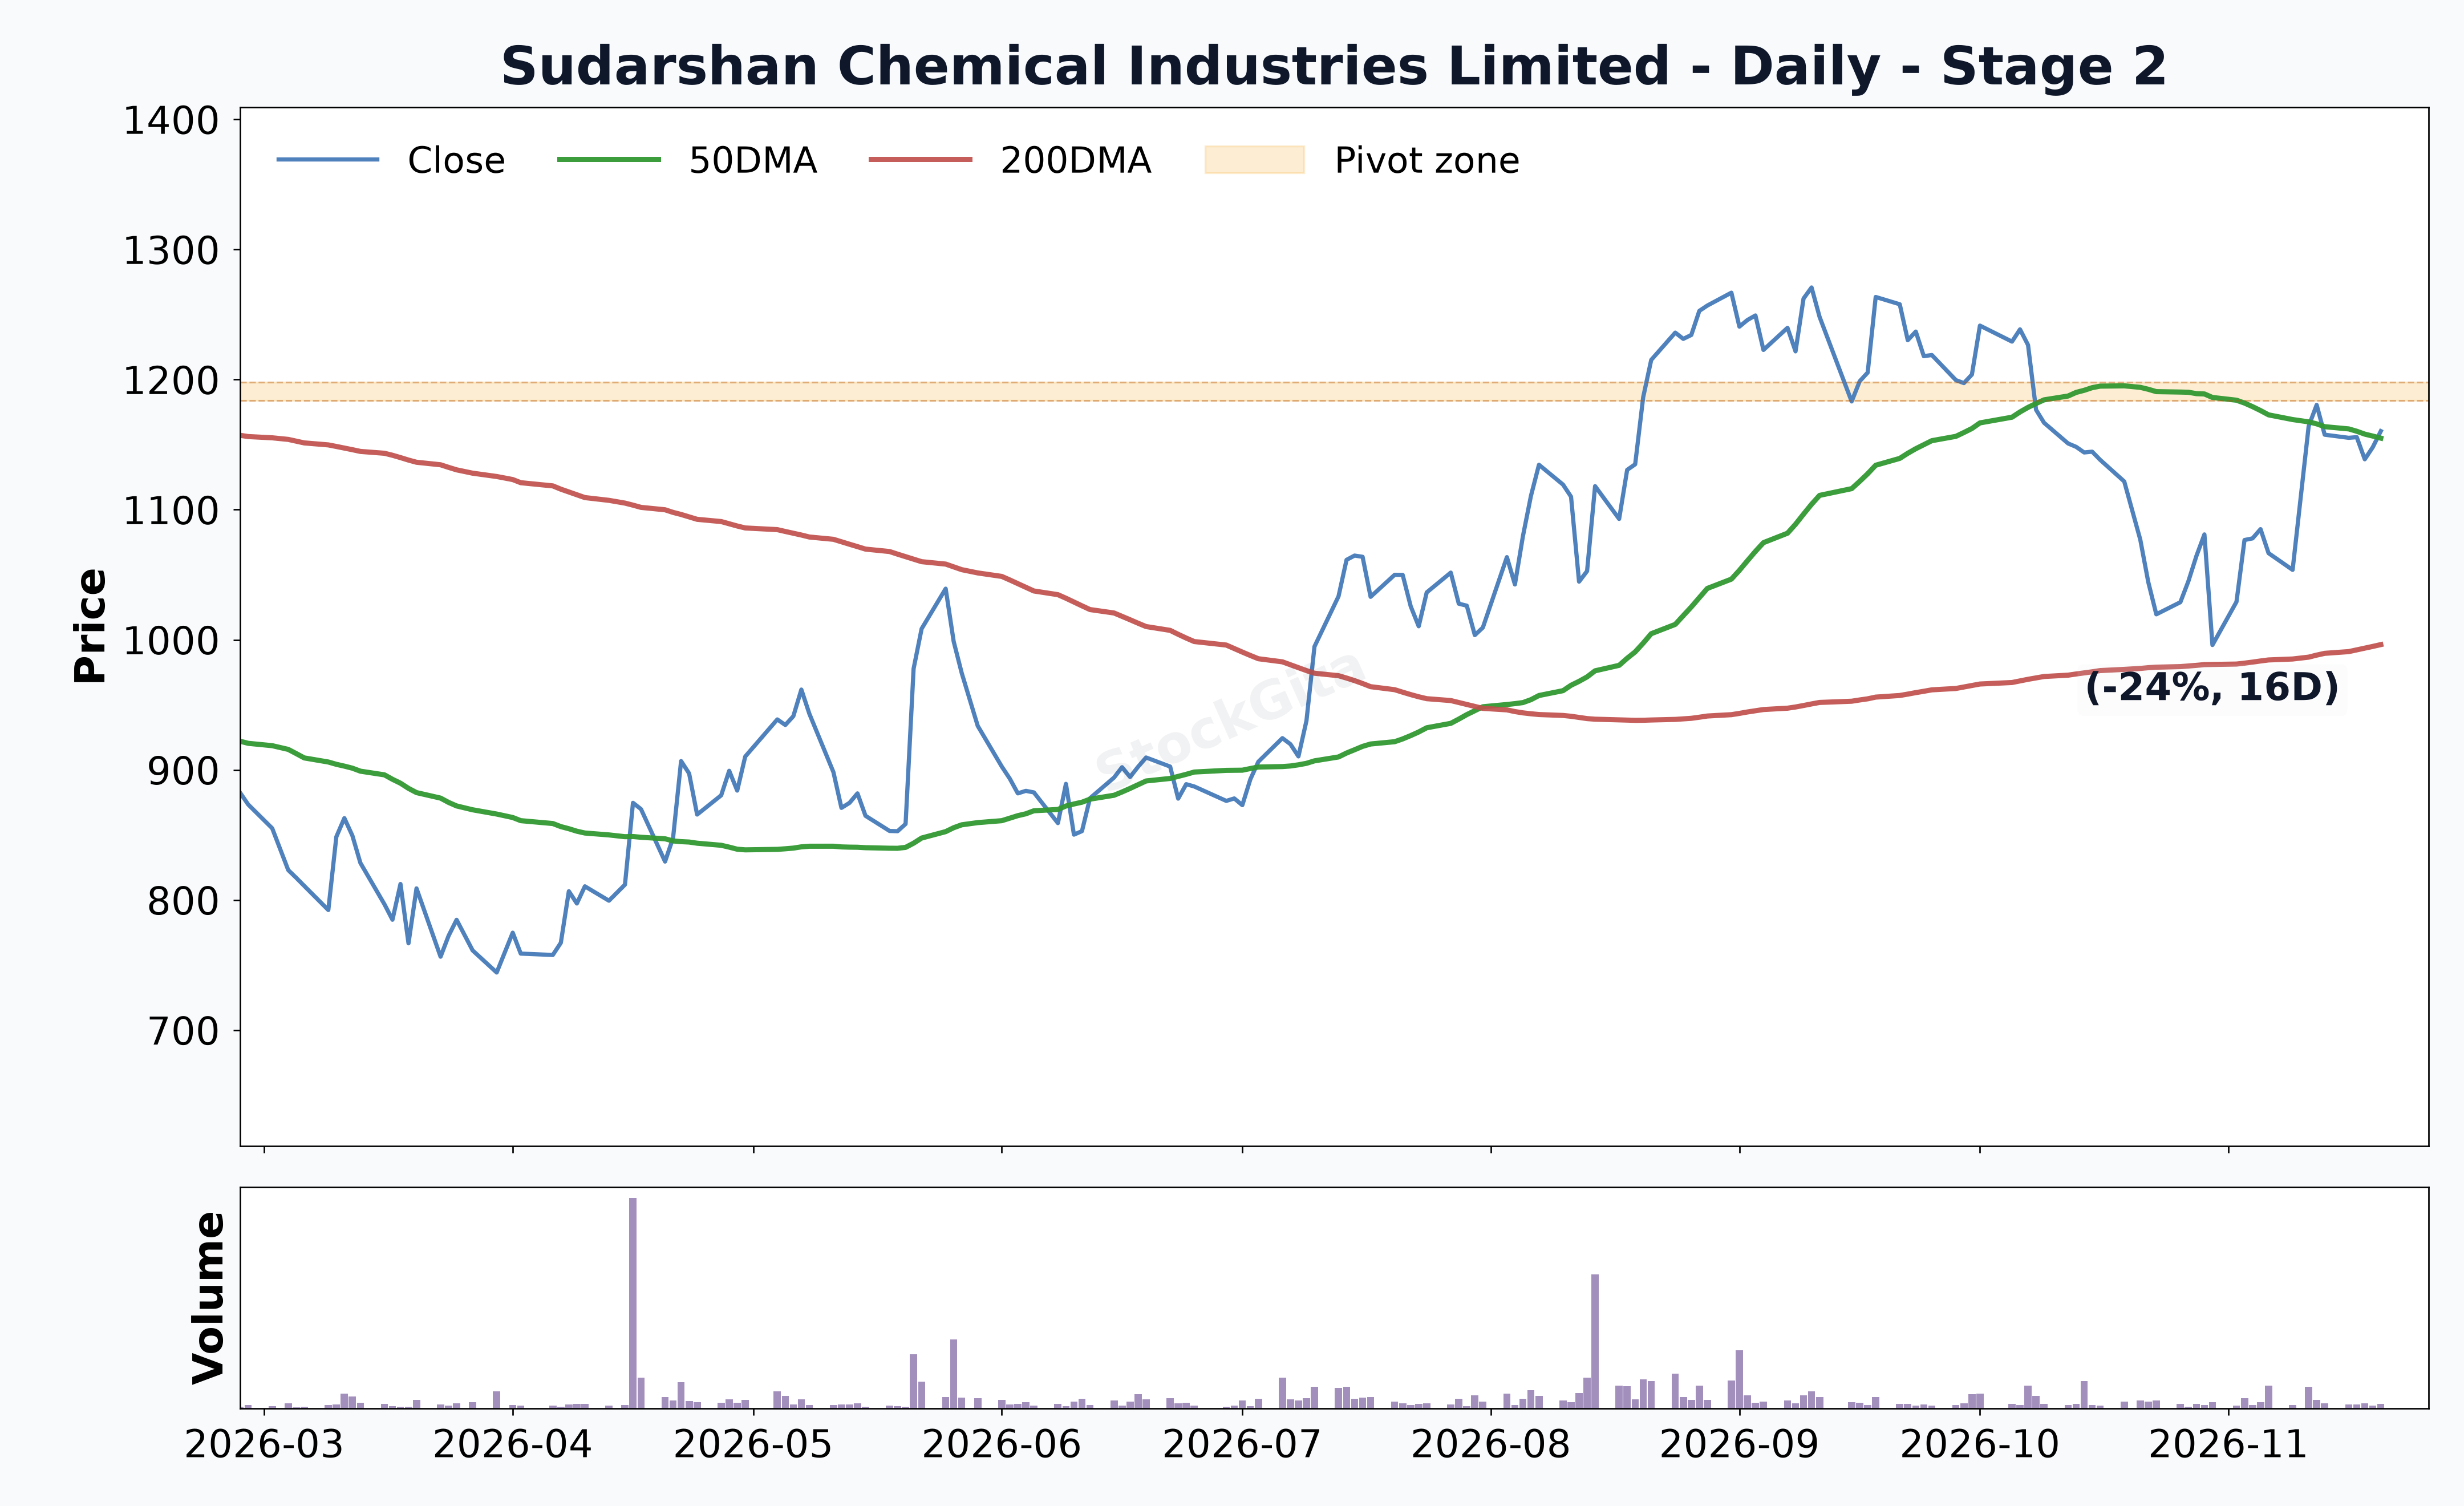 Sudarshan Chemical Industries Limited - Daily - Stage 2
Close 50DMA 200DMA Pivot zone
1400
1300
1200
1100
1000
900
800
700
Price
StockGita
(-24%, 16D)
Volume
2026-03 2026-04 2026-05 2026-06 2026-07 2026-08 2026-09 2026-10 2026-11